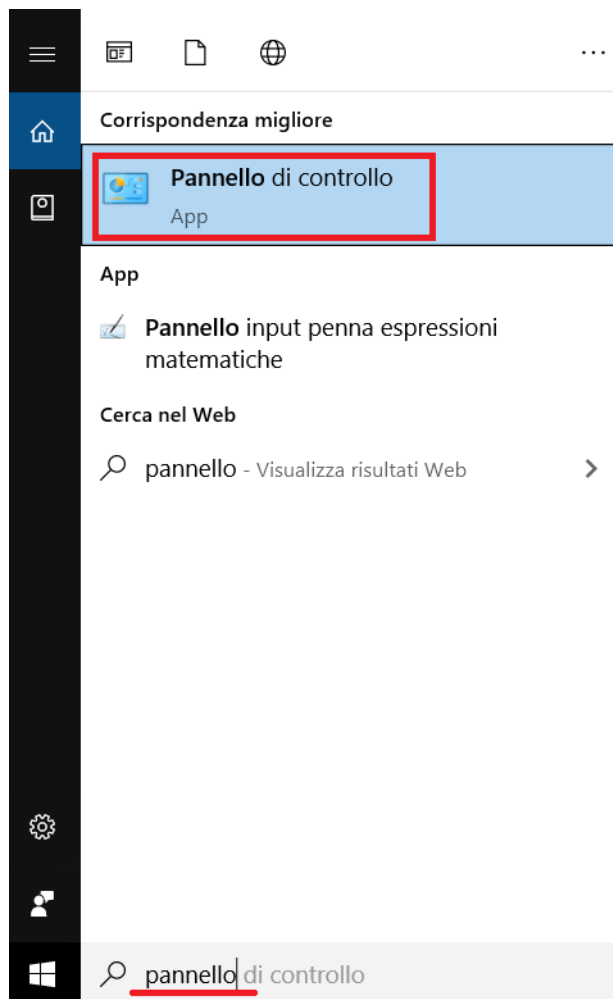 Corrispondenza migliore
Pannello di controllo
App
App
Pannello input penna espressioni
matematiche
Cerca nel Web
pannello - Visualizza risultati Web
pannello di controllo